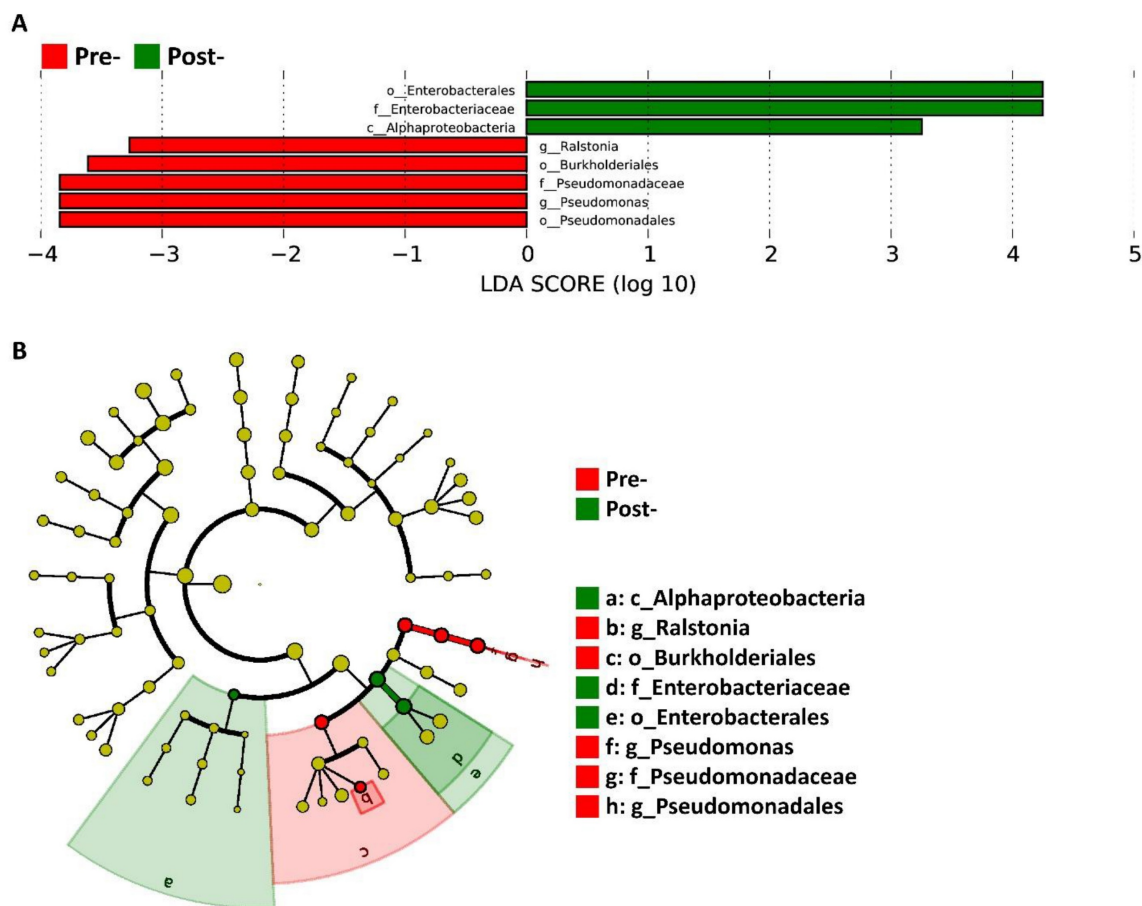 A
Pre- Post-
o__Enterobacterales
f__Enterobacteriaceae
c__Alphaproteobacteria
g__Ralstonia
o__Burkholderiales
f__Pseudomonadaceae
g__Pseudomonas
o__Pseudomonadales
−4 −3 −2 −1 0 1 2 3 4 5
LDA SCORE (log 10)
B
Pre-
Post-
a: c_Alphaproteobacteria
b: g_Ralstonia
c: o_Burkholderiales
d: f_Enterobacteriaceae
e: o_Enterobacterales
f: g_Pseudomonas
g: f_Pseudomonadaceae
h: g_Pseudomonadales
f g h
d e
b
c
a